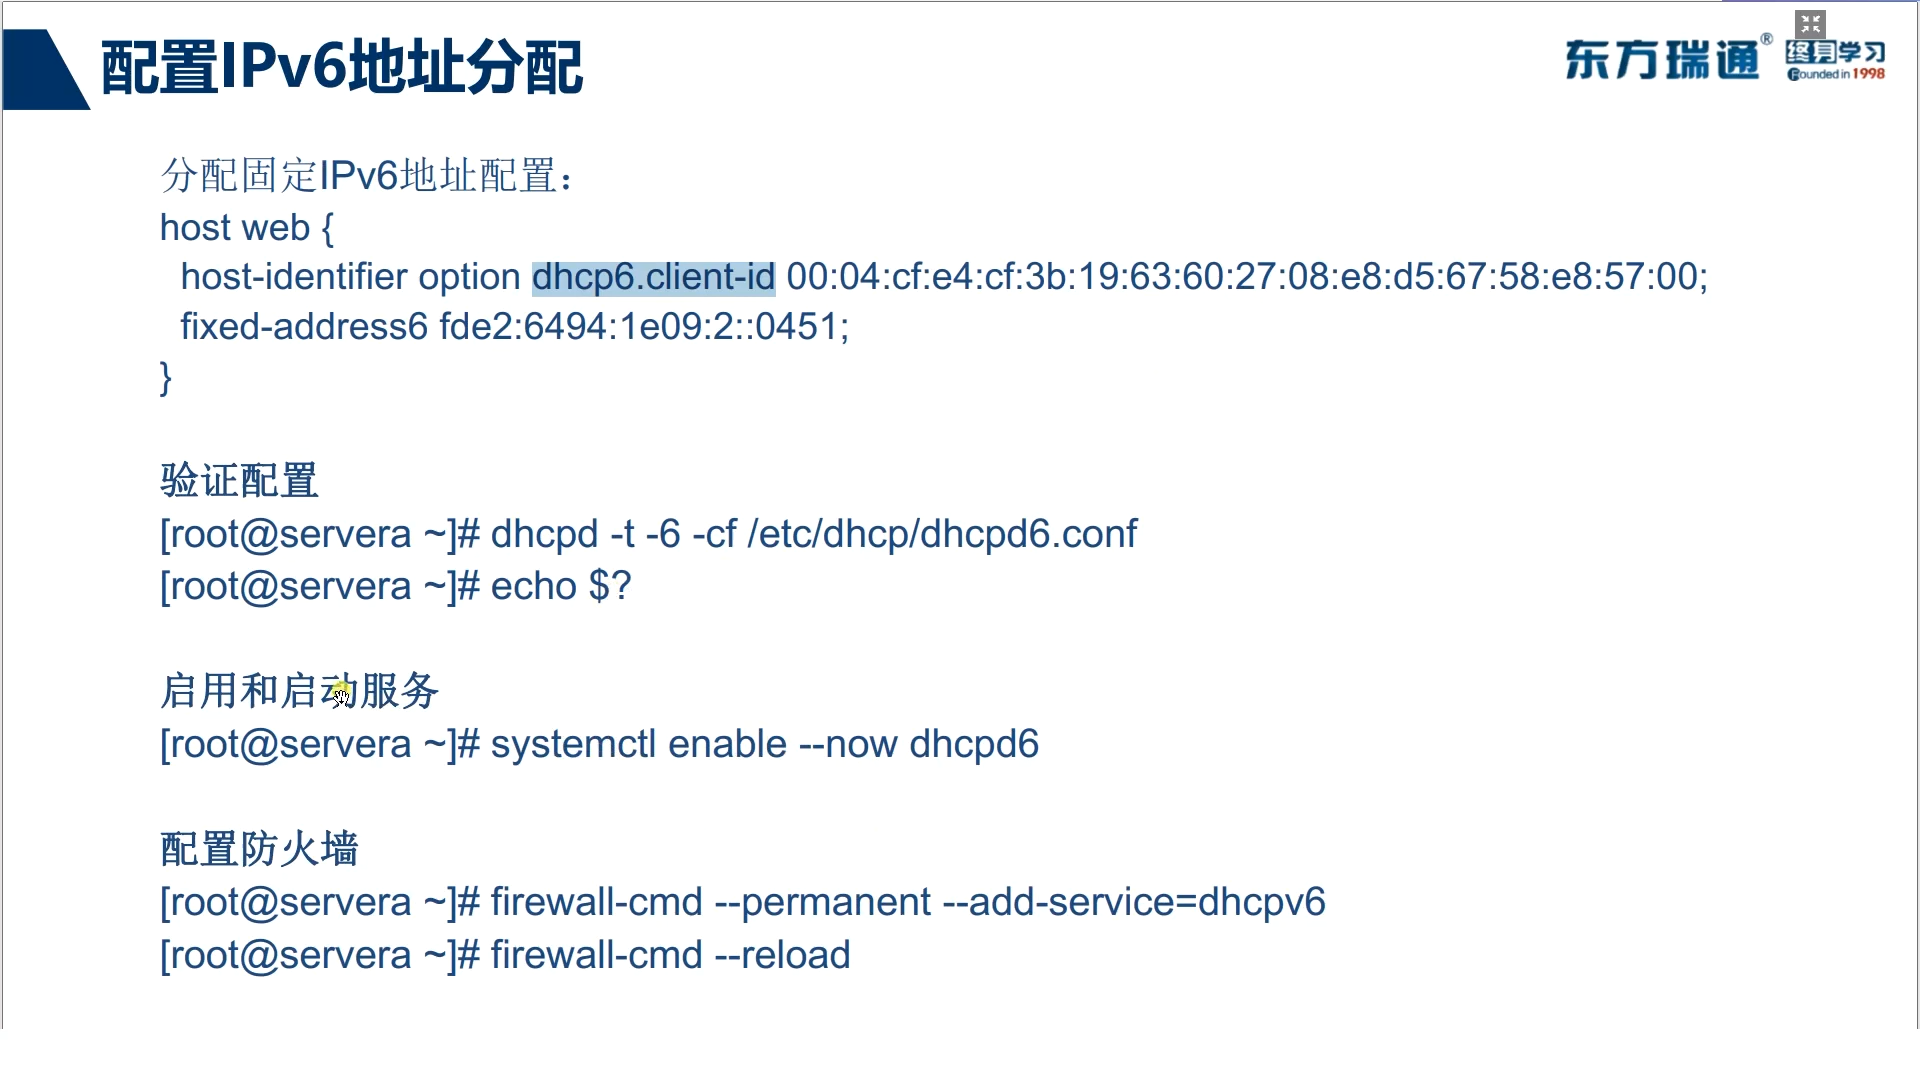 配置IPv6地址分配
东方瑞通®
终身学习
Founded in 1998
分配固定IPv6地址配置：
host web {
host-identifier option dhcp6.client-id 00:04:cf:e4:cf:3b:19:63:60:27:08:e8:d5:67:58:e8:57:00;
fixed-address6 fde2:6494:1e09:2::0451;
}
验证配置
[root@servera ~]# dhcpd -t -6 -cf /etc/dhcp/dhcpd6.conf
[root@servera ~]# echo $?
启用和启动服务
[root@servera ~]# systemctl enable --now dhcpd6
配置防火墙
[root@servera ~]# firewall-cmd --permanent --add-service=dhcpv6
[root@servera ~]# firewall-cmd --reload